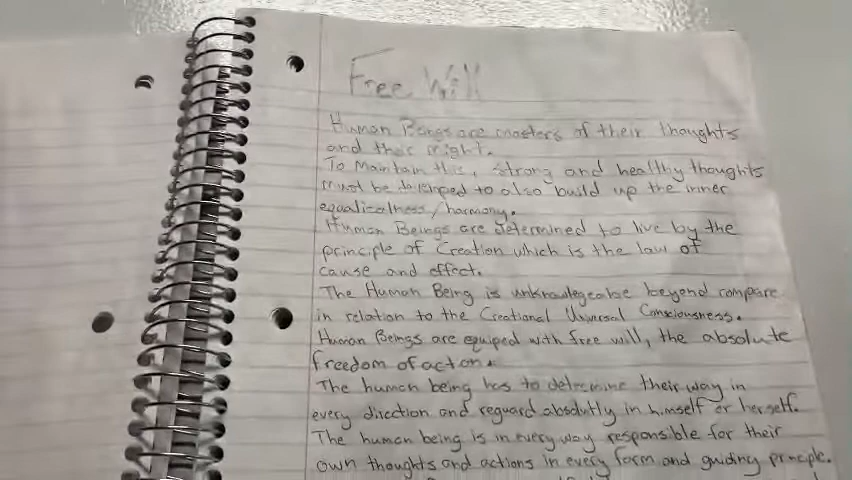 Free Will
Human Beings are masters of their thoughts
and their might.
To Maintain this, strong and healthy thoughts
must be developed to also build up the inner
equalicalness/harmony.
Human Beings are determined to live by the
principle of Creation which is the law of
cause and effect.
The Human Being is unknowlegeable beyond compare
in relation to the Creational Universal Consciousness.
Human Beings are equiped with free will, the absolute
freedom of action.
The human being has to determine their way in
every direction and reguard absolutly in himself or herself.
The human being is in every way responsible for their
own thoughts and actions in every form and guiding principle.